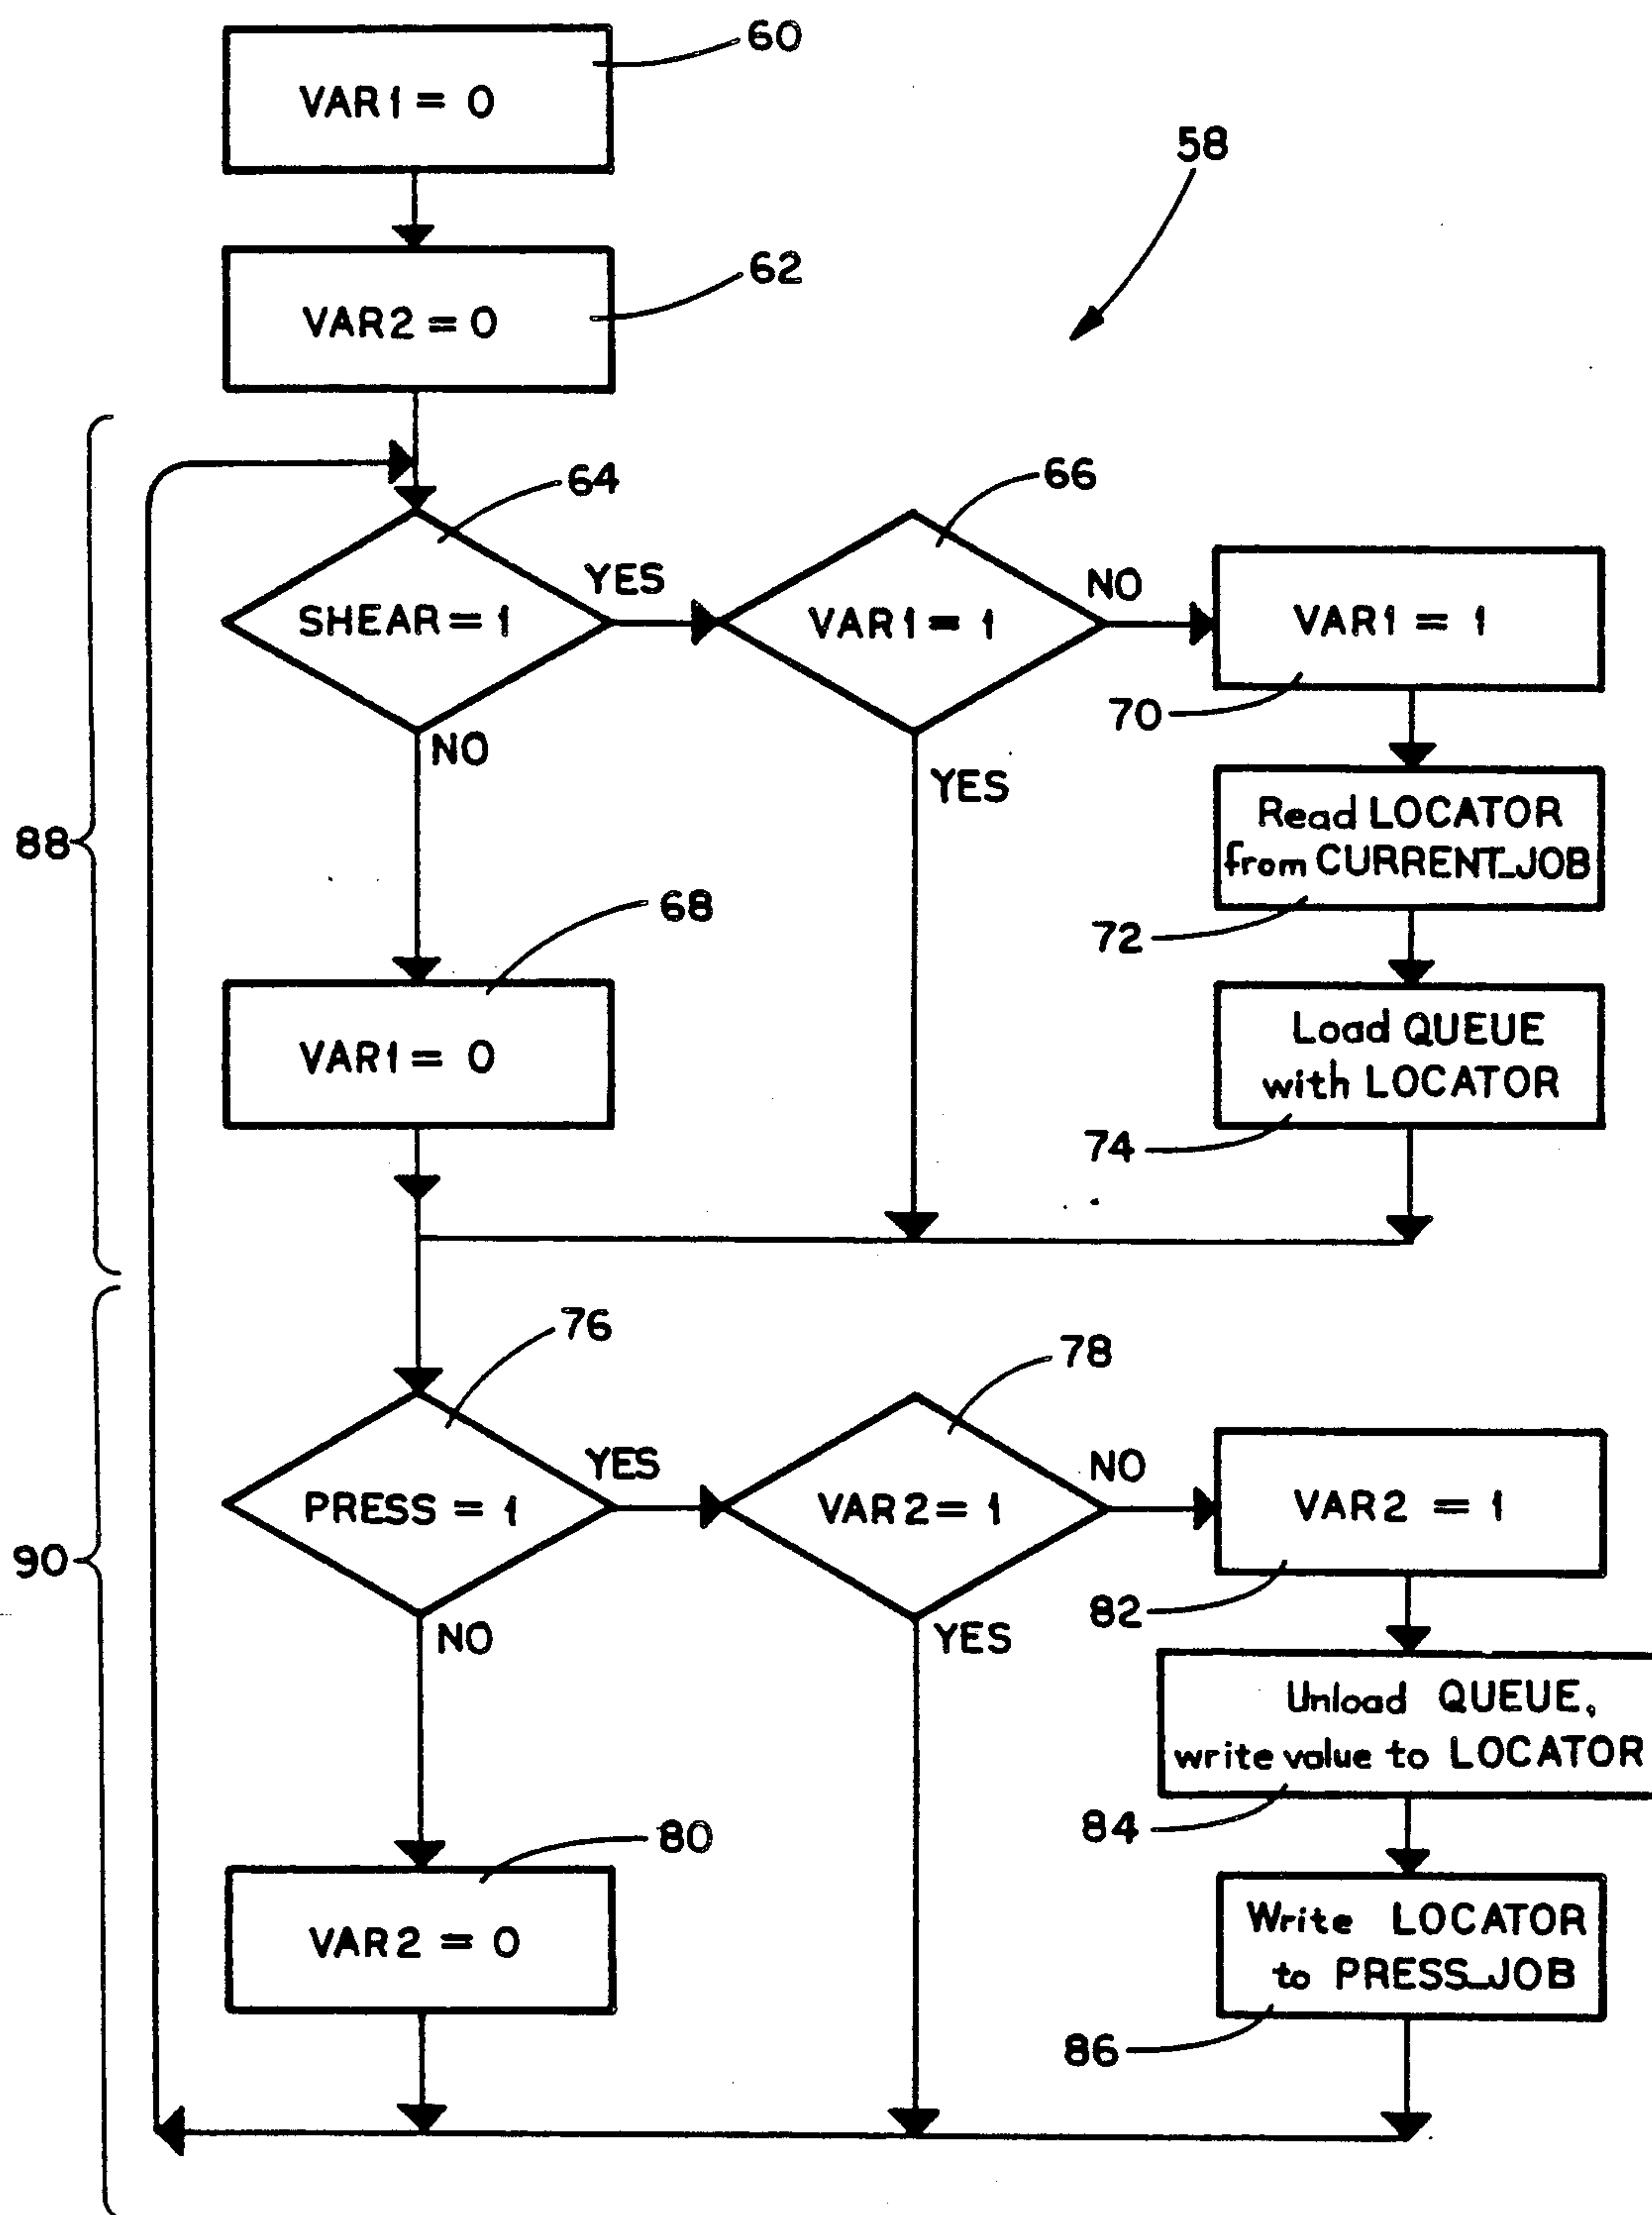 60
VAR1 = 0
58
62
VAR2 = 0
64
66
YES
NO
SHEAR = 1
VAR1 = 1
VAR1 = 1
70
NO
YES
Read LOCATOR
from CURRENT_JOB
88
68
72
Load QUEUE
with LOCATOR
VAR1 = 0
74
76
78
YES
NO
PRESS = 1
VAR2 = 1
VAR2 = 1
90
82
NO
YES
Unload QUEUE,
write value to LOCATOR
84
80
Write LOCATOR
to PRESS_JOB
VAR2 = 0
86